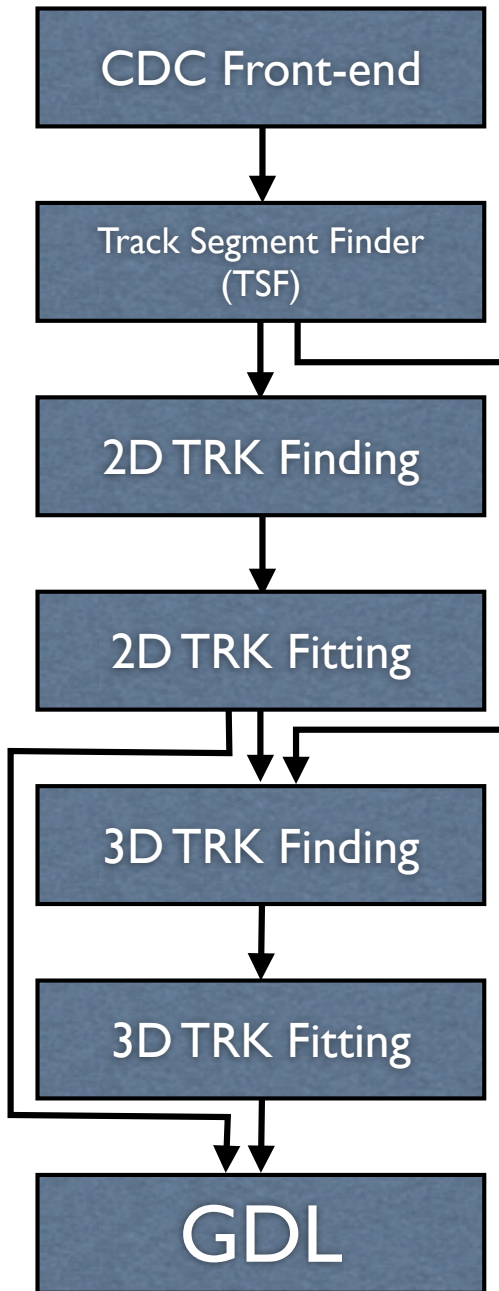 CDC Front-end
Track Segment Finder
(TSF)
2D TRK Finding
2D TRK Fitting
3D TRK Finding
3D TRK Fitting
GDL